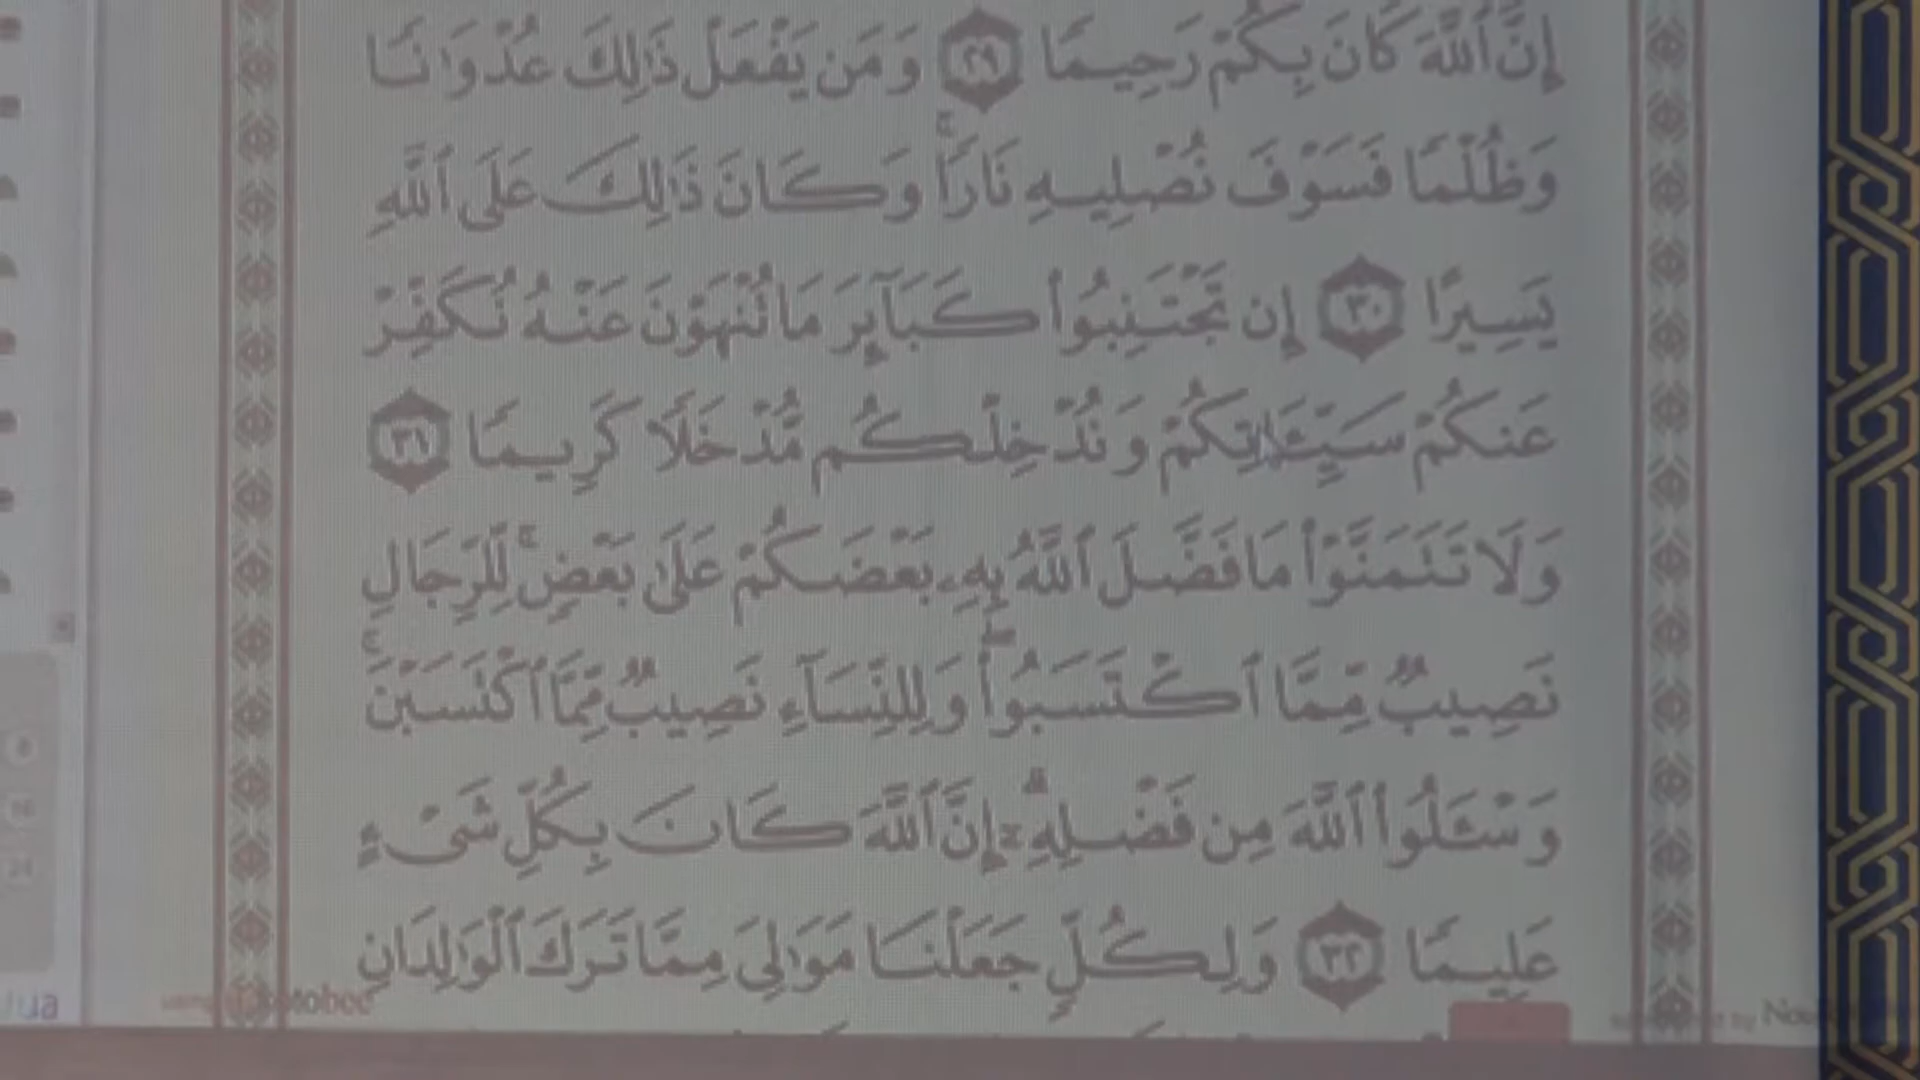 إِنَّ ٱللَّهَ كَانَ بِكُمْ رَحِيمًا ٢٩ وَمَن يَفْعَلْ ذَٰلِكَ عُدْوَٰنًا
وَظُلْمًا فَسَوْفَ نُصْلِيهِ نَارًا ۚ وَكَانَ ذَٰلِكَ عَلَى ٱللَّهِ
يَسِيرًا ٣٠ إِن تَجْتَنِبُوا۟ كَبَآئِرَ مَا تُنْهَوْنَ عَنْهُ نُكَفِّرْ
عَنكُمْ سَيِّـَٔاتِكُمْ وَنُدْخِلْكُم مُّدْخَلًا كَرِيمًا ٣١
وَلَا تَتَمَنَّوْا۟ مَا فَضَّلَ ٱللَّهُ بِهِۦ بَعْضَكُمْ عَلَىٰ بَعْضٍ ۚ لِّلرِّجَالِ
نَصِيبٌ مِّمَّا ٱكْتَسَبُوا۟ ۖ وَلِلنِّسَآءِ نَصِيبٌ مِّمَّا ٱكْتَسَبْنَ ۚ
وَسْـَٔلُوا۟ ٱللَّهَ مِن فَضْلِهِۦٓ ۗ إِنَّ ٱللَّهَ كَانَ بِكُلِّ شَىْءٍ
عَلِيمًا ٣٢ وَلِكُلٍّ جَعَلْنَا مَوَٰلِىَ مِمَّا تَرَكَ ٱلْوَٰلِدَانِ